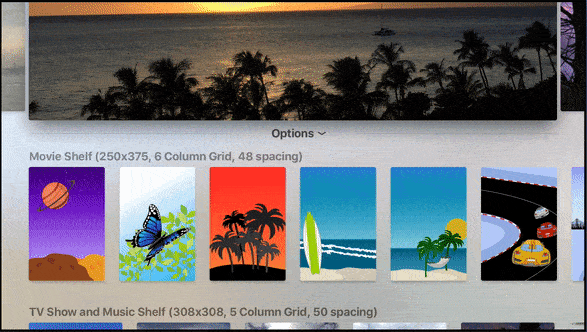 Options
Movie Shelf (250x375, 6 Column Grid, 48 spacing)
TV Show and Music Shelf (308x308, 5 Column Grid, 50 spacing)